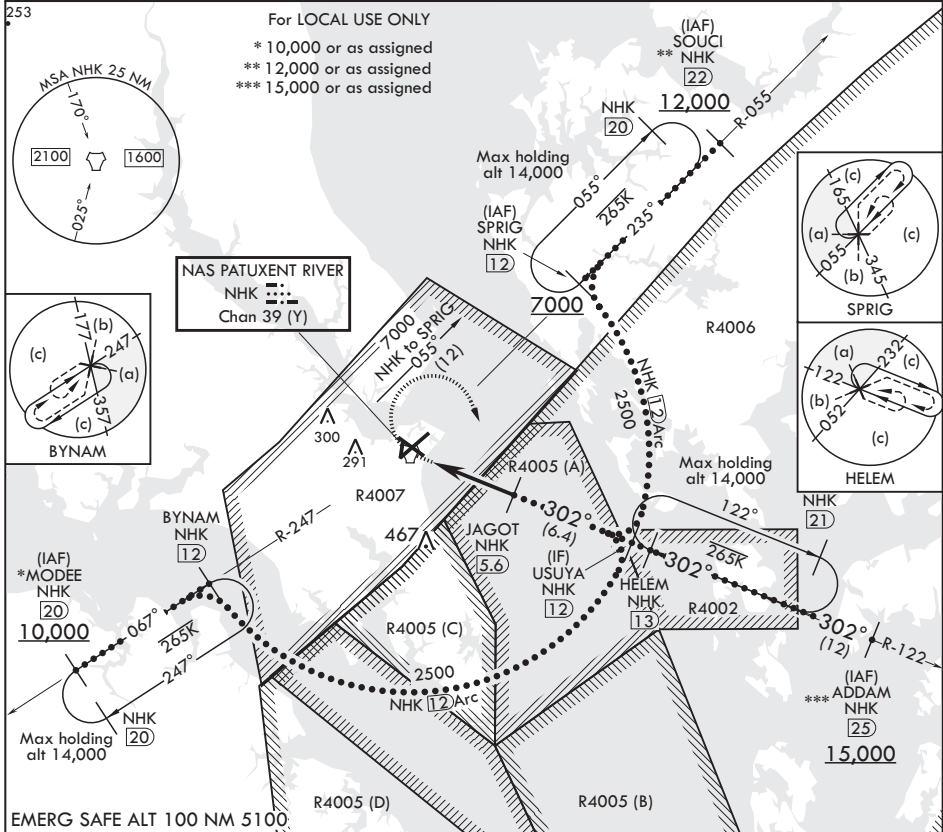 253
For LOCAL USE ONLY
* 10,000 or as assigned
** 12,000 or as assigned
*** 15,000 or as assigned
MSA NHK 25 NM
170°
2100
1600
025°
(IAF)
SOUCI
** NHK
22
12,000
R-055
NHK
20
Max holding
alt 14,000
055°
265K
235°
(IAF)
SPRIG
NHK
12
7000
165
(c)
(a)
(c)
055
(b)
345
SPRIG
NAS PATUXENT RIVER
NHK
Chan 39 (Y)
7000
NHK to SPRIG
055°
(12)
R4006
NHK 12 Arc
2500
177
(b)
247
(c)
(a)
357
(c)
BYNAM
(a)
232
(c)
122
(b)
052
(c)
HELEM
300
291
R4007
R4005 (A)
Max holding
alt 14,000
122°
NHK
21
BYNAM
NHK
12
R-247
467
JAGOT
NHK
5.6
302°
(6.4)
(IF)
USUYA
NHK
12
HELEM
NHK
13
302°
265K
R4002
302°
(12)
R-122
(IAF)
*MODEE
NHK
20
10,000
067°
265K
247°
NHK
20
Max holding
alt 14,000
R4005 (C)
2500
NHK 12 Arc
(IAF)
*** ADDAM
NHK
25
15,000
R4005 (D)
R4005 (B)
EMERG SAFE ALT 100 NM 5100